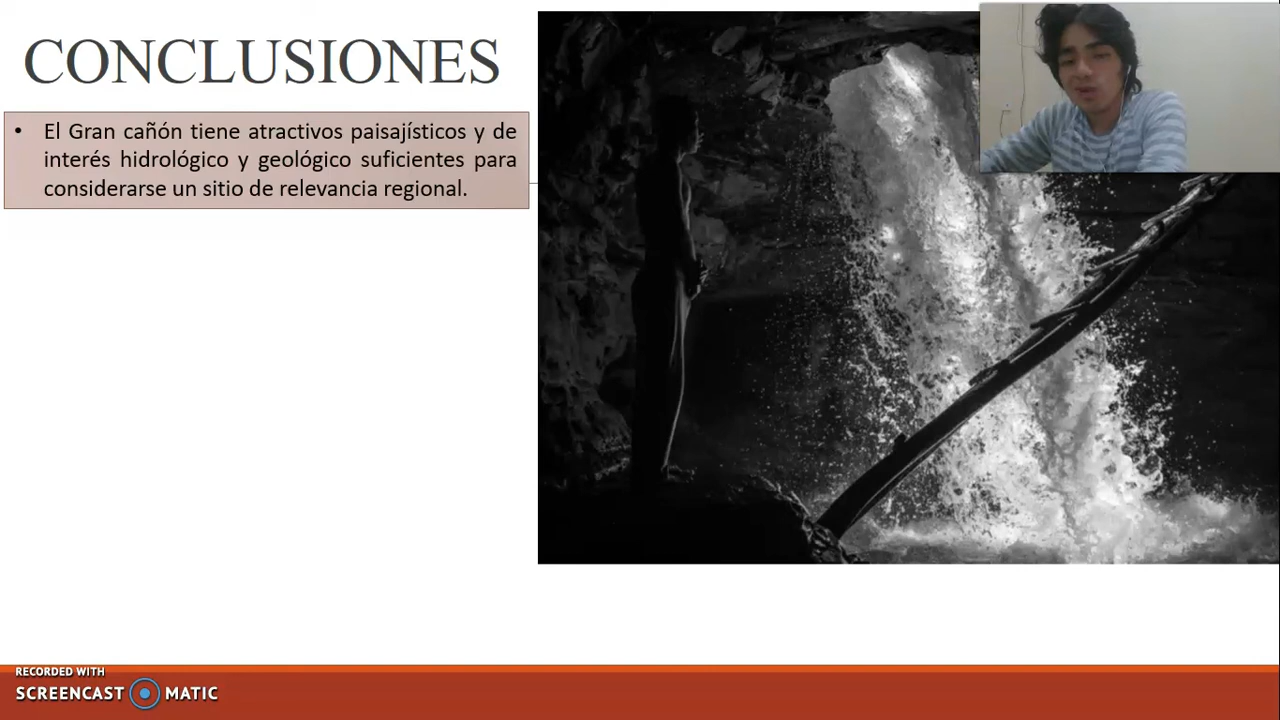 CONCLUSIONES
• El Gran cañón tiene atractivos paisajísticos y de
interés hidrológico y geológico suficientes para
considerarse un sitio de relevancia regional.
RECORDED WITH
SCREENCAST MATIC